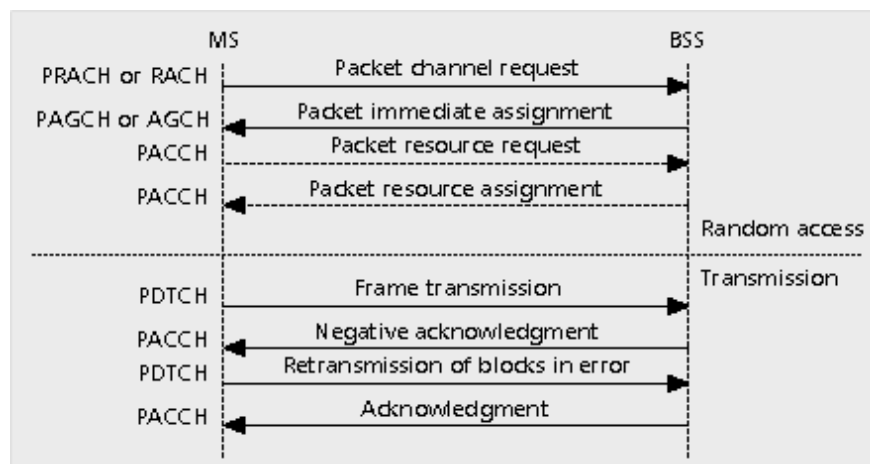 MS BSS
PRACH or RACH Packet channel request
PAGCH or AGCH Packet immediate assignment
PACCH Packet resource request
PACCH Packet resource assignment
Random access
Transmission
PDTCH Frame transmission
PACCH Negative acknowledgment
PDTCH Retransmission of blocks in error
PACCH Acknowledgment